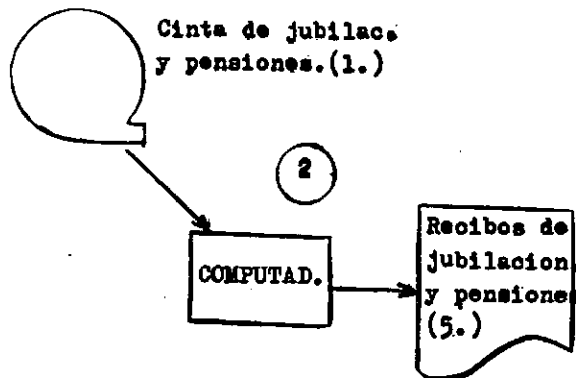 Cinta de jubilac.
y pensiones.(1.)
2
COMPUTAD.
Recibos de
jubilacion
y pensione
(5.)